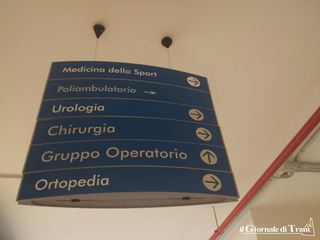 Medicina dello Sport
Poliambulatorio →
Urologia
Chirurgia
Gruppo Operatorio
Ortopedia
il Giornale di Trani